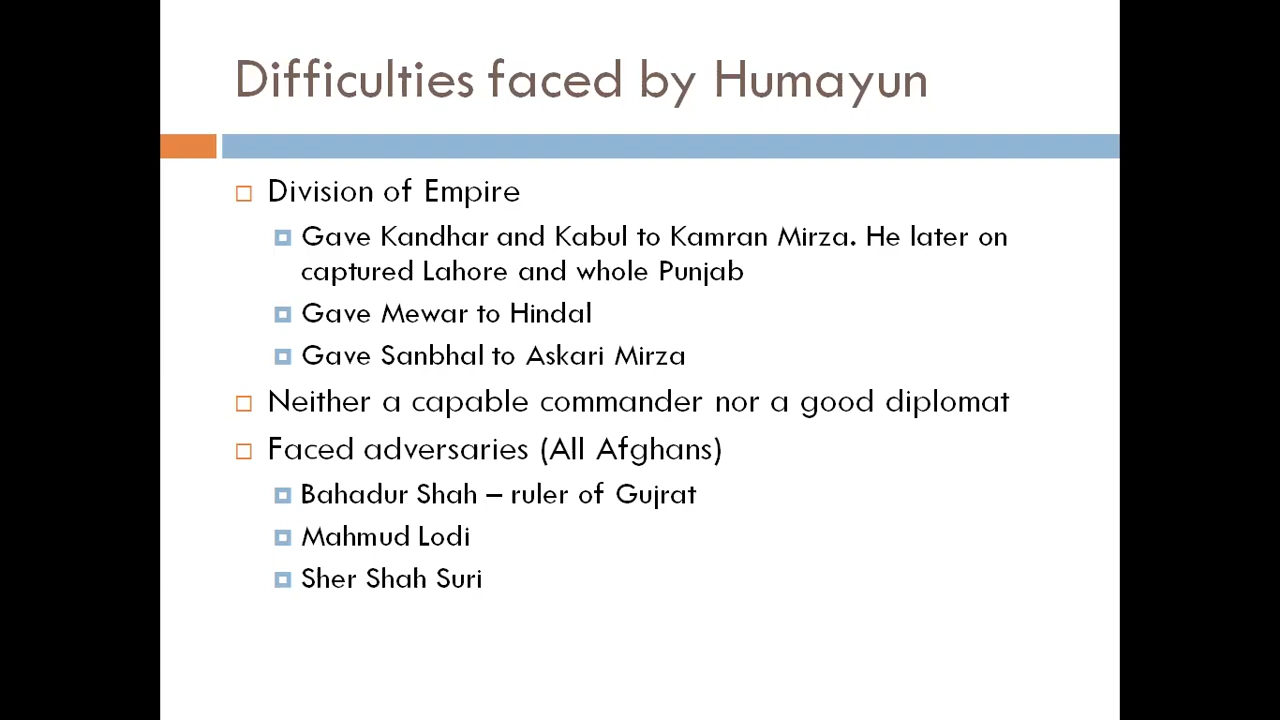 Difficulties faced by Humayun
Division of Empire
Gave Kandhar and Kabul to Kamran Mirza. He later on
captured Lahore and whole Punjab
Gave Mewar to Hindal
Gave Sanbhal to Askari Mirza
Neither a capable commander nor a good diplomat
Faced adversaries (All Afghans)
Bahadur Shah – ruler of Gujrat
Mahmud Lodi
Sher Shah Suri